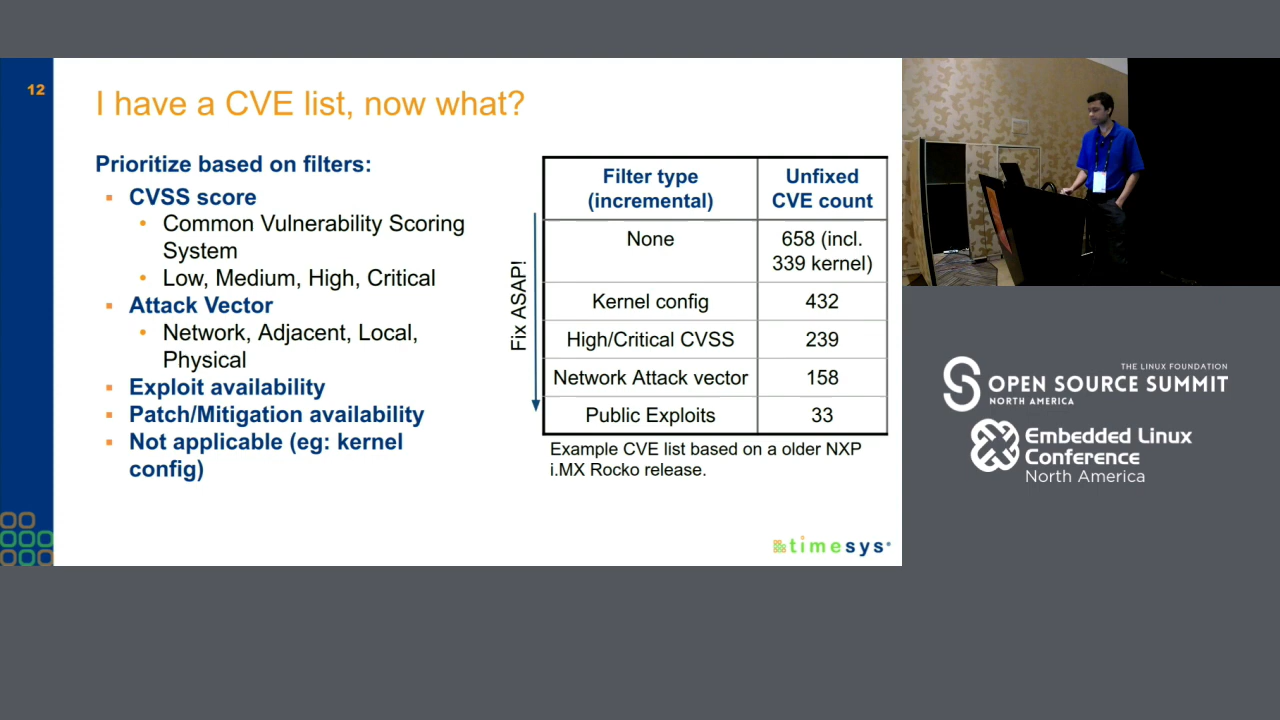 12
I have a CVE list, now what?
Prioritize based on filters:
▪ CVSS score
• Common Vulnerability Scoring
System
• Low, Medium, High, Critical
▪ Attack Vector
• Network, Adjacent, Local,
Physical
▪ Exploit availability
▪ Patch/Mitigation availability
▪ Not applicable (eg: kernel
config)
Fix ASAP!
Filter type
(incremental)
Unfixed
CVE count
None
658 (incl.
339 kernel)
Kernel config
432
High/Critical CVSS
239
Network Attack vector
158
Public Exploits
33
Example CVE list based on a older NXP
i.MX Rocko release.
timesys®
THE LINUX FOUNDATION
OPEN SOURCE SUMMIT
NORTH AMERICA
Embedded Linux
Conference
North America